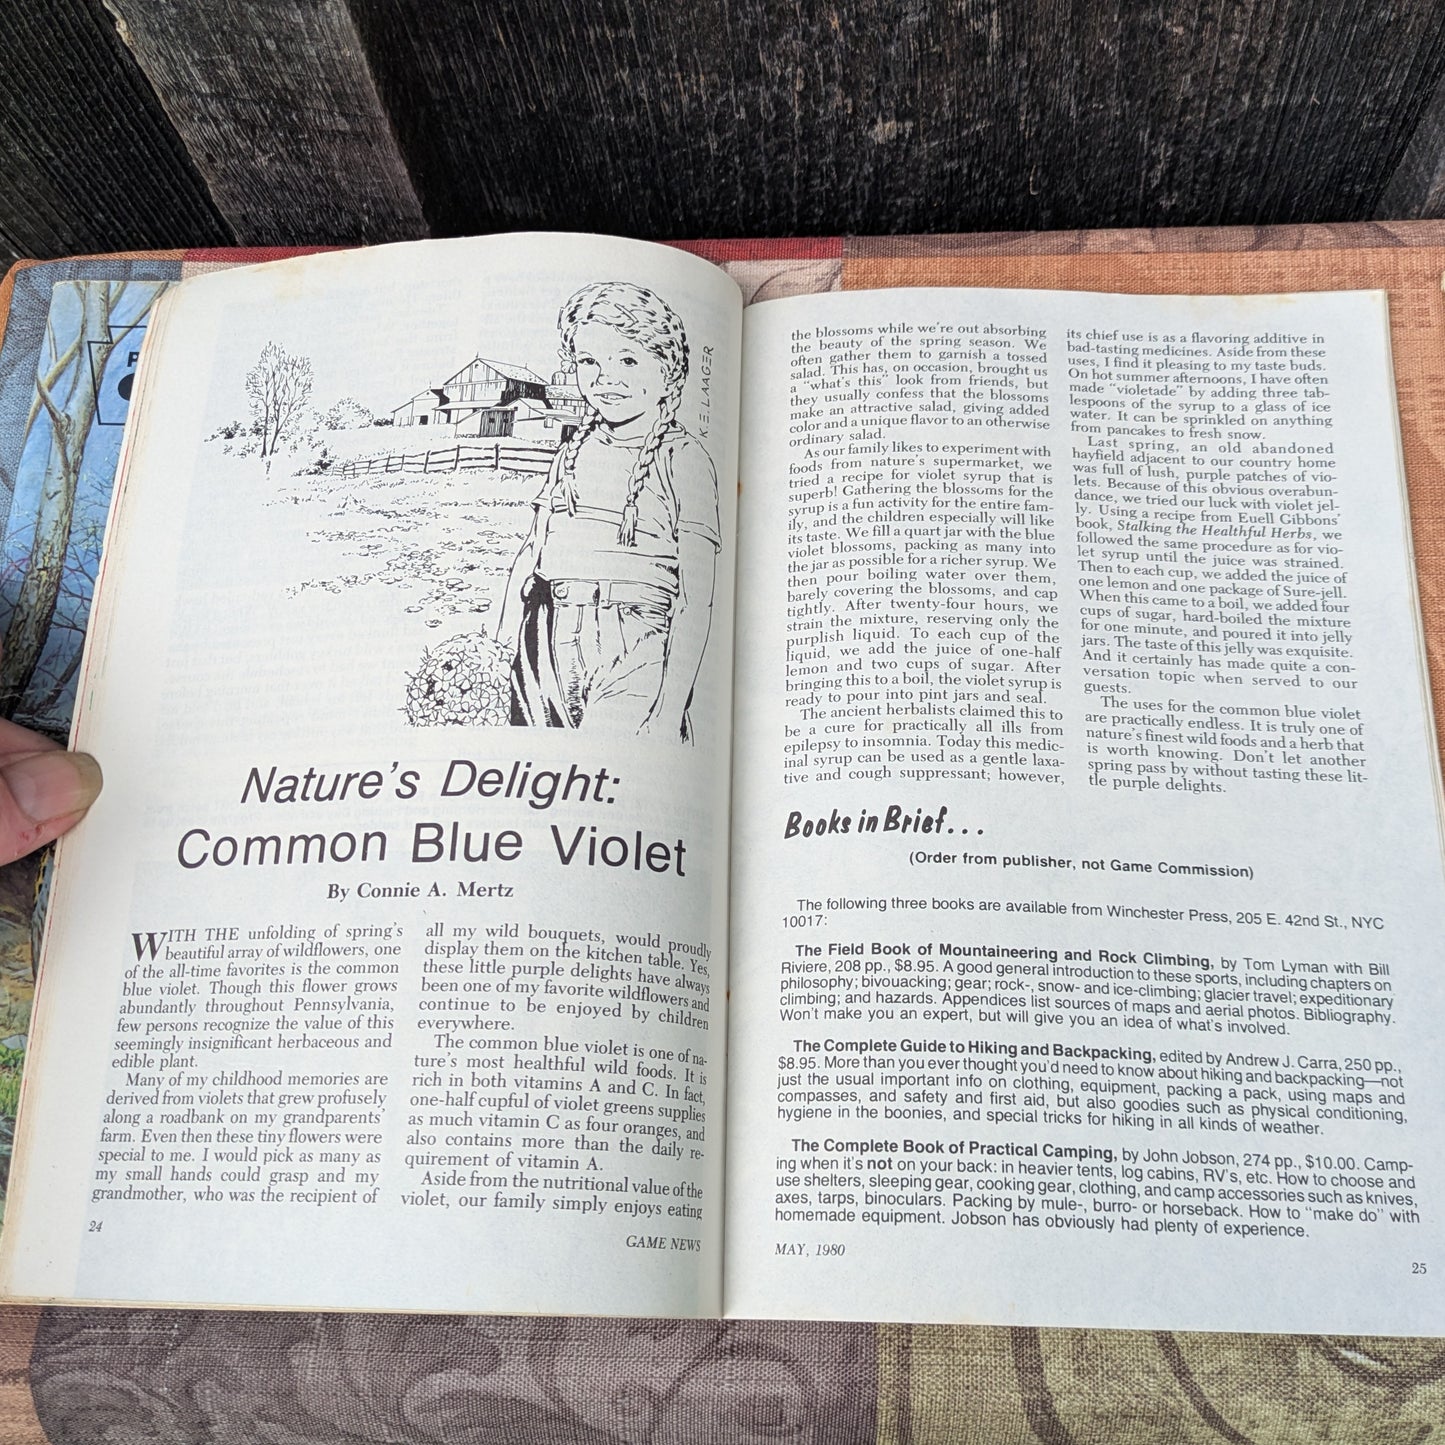 P
K.E. LAAGER
Nature's Delight:
Common Blue Violet
By Connie A. Mertz
WITH THE unfolding of spring's
beautiful array of wildflowers, one
of the all-time favorites is the common
blue violet. Though this flower grows
abundantly throughout Pennsylvania,
few persons recognize the value of this
seemingly insignificant herbaceous and
edible plant.
Many of my childhood memories are
derived from violets that grew profusely
along a roadbank on my grandparents'
farm. Even then these tiny flowers were
special to me. I would pick as many as
my small hands could grasp and my
grandmother, who was the recipient of
all my wild bouquets, would proudly
display them on the kitchen table. Yes,
these little purple delights have always
been one of my favorite wildflowers and
continue to be enjoyed by children
everywhere.
The common blue violet is one of na-
ture's most healthful wild foods. It is
rich in both vitamins A and C. In fact,
one-half cupful of violet greens supplies
as much vitamin C as four oranges, and
also contains more than the daily re-
quirement of vitamin A.
Aside from the nutritional value of the
violet, our family simply enjoys eating
24
GAME NEWS
the blossoms while we're out absorbing
the beauty of the spring season. We
often gather them to garnish a tossed
salad. This has, on occasion, brought us
a "what's this" look from friends, but
they usually confess that the blossoms
make an attractive salad, giving added
color and a unique flavor to an otherwise
ordinary salad.
As our family likes to experiment with
foods from nature's supermarket, we
tried a recipe for violet syrup that is
superb! Gathering the blossoms for the
syrup is a fun activity for the entire fam-
ily, and the children especially will like
its taste. We fill a quart jar with the blue
violet blossoms, packing as many into
the jar as possible for a richer syrup. We
then pour boiling water over them,
barely covering the blossoms, and cap
tightly. After twenty-four hours, we
strain the mixture, reserving only the
purplish liquid. To each cup of the
liquid, we add the juice of one-half
lemon and two cups of sugar. After
bringing this to a boil, the violet syrup is
ready to pour into pint jars and seal.
The ancient herbalists claimed this to
be a cure for practically all ills from
epilepsy to insomnia. Today this medic-
inal syrup can be used as a gentle laxa-
tive and cough suppressant; however,
its chief use is as a flavoring additive in
bad-tasting medicines. Aside from these
uses, I find it pleasing to my taste buds.
On hot summer afternoons, I have often
made "violetade" by adding three tab-
lespoons of the syrup to a glass of ice
water. It can be sprinkled on anything
from pancakes to fresh snow.
Last spring, an old abandoned
hayfield adjacent to our country home
was full of lush, purple patches of vio-
lets. Because of this obvious overabun-
dance, we tried our luck with violet jel-
ly. Using a recipe from Euell Gibbons'
book, Stalking the Healthful Herbs, we
followed the same procedure as for vio-
let syrup until the juice was strained.
Then to each cup, we added the juice of
one lemon and one package of Sure-jell.
When this came to a boil, we added four
cups of sugar, hard-boiled the mixture
for one minute, and poured it into jelly
jars. The taste of this jelly was exquisite.
And it certainly has made quite a con-
versation topic when served to our
guests.
The uses for the common blue violet
are practically endless. It is truly one of
nature's finest wild foods and a herb that
is worth knowing. Don't let another
spring pass by without tasting these lit-
tle purple delights.
Books in Brief...
(Order from publisher, not Game Commission)
The following three books are available from Winchester Press, 205 E. 42nd St., NYC
10017:
The Field Book of Mountaineering and Rock Climbing, by Tom Lyman with Bill
Riviere, 208 pp., $8.95. A good general introduction to these sports, including chapters on
philosophy; bivouacking; gear; rock-, snow- and ice-climbing; glacier travel; expeditionary
climbing; and hazards. Appendices list sources of maps and aerial photos. Bibliography.
Won't make you an expert, but will give you an idea of what's involved.
The Complete Guide to Hiking and Backpacking, edited by Andrew J. Carra, 250 pp.,
$8.95. More than you ever thought you'd need to know about hiking and backpacking—not
just the usual important info on clothing, equipment, packing a pack, using maps and
compasses, and safety and first aid, but also goodies such as physical conditioning,
hygiene in the boonies, and special tricks for hiking in all kinds of weather.
The Complete Book of Practical Camping, by John Jobson, 274 pp., $10.00. Camp-
ing when it's not on your back: in heavier tents, log cabins, RV's, etc. How to choose and
use shelters, sleeping gear, cooking gear, clothing, and camp accessories such as knives,
axes, tarps, binoculars. Packing by mule-, burro- or horseback. How to "make do" with
homemade equipment. Jobson has obviously had plenty of experience.
MAY, 1980
25